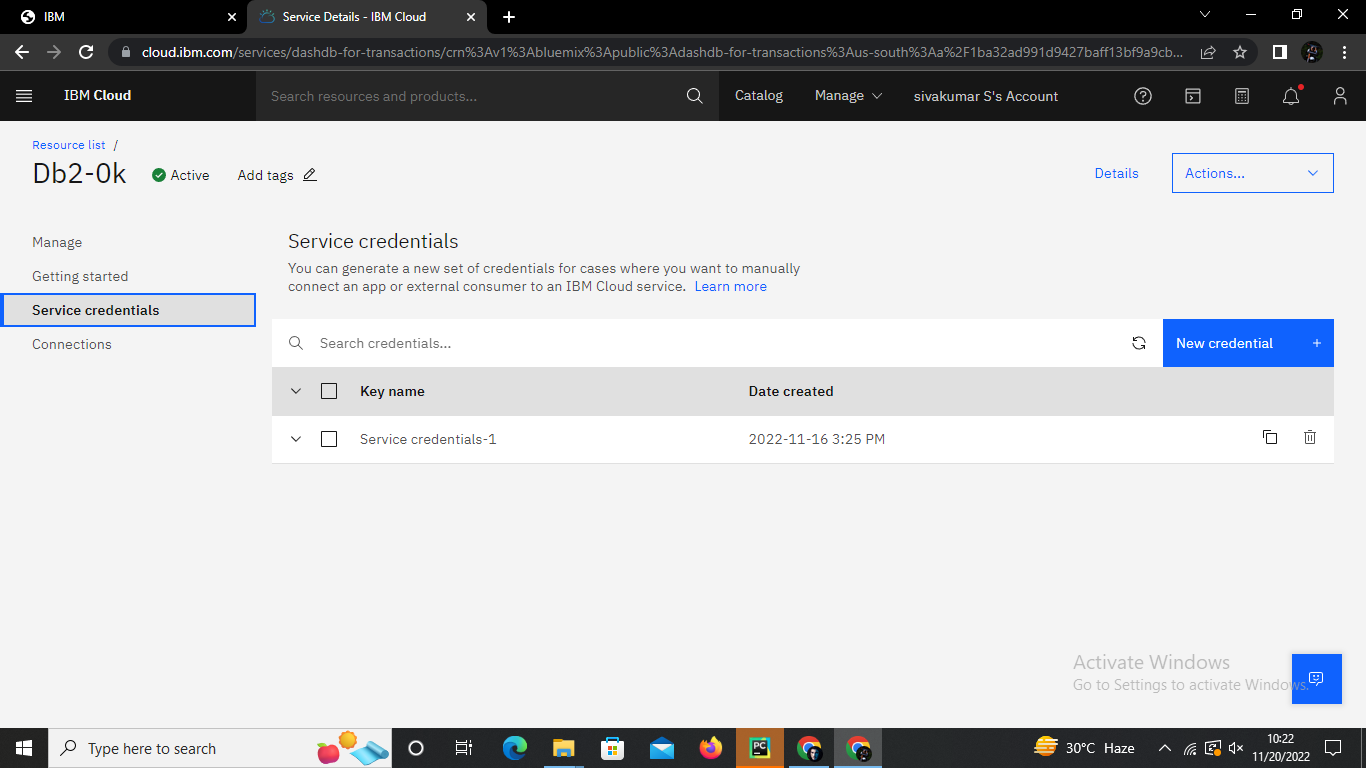 IBM
Service Details - IBM Cloud
cloud.ibm.com/services/dashdb-for-transactions/crn%3Av1%3Abluemix%3Apublic%3Adashdb-for-transactions%3Aus-south%3Aa%2F1ba32ad991d9427baff13bf9a9cb...
IBM Cloud
Search resources and products...
Catalog
Manage
sivakumar S's Account
Resource list /
Db2-0k
Active
Add tags
Details
Actions...
Manage
Getting started
Service credentials
Connections
Service credentials
You can generate a new set of credentials for cases where you want to manually
connect an app or external consumer to an IBM Cloud service. Learn more
Search credentials...
New credential +
Key name
Date created
Service credentials-1
2022-11-16 3:25 PM
Activate Windows
Go to Settings to activate Windows.
Type here to search
PC
30°C Haze
10:22
11/20/2022